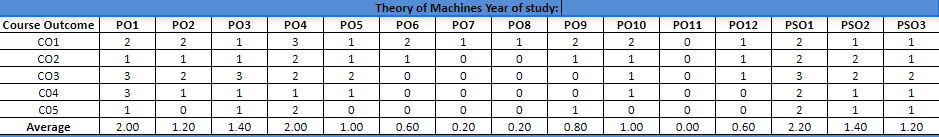 Theory of Machines Year of study:
Course Outcome PO1 PO2 PO3 PO4 PO5 PO6 PO7 PO8 PO9 PO10 PO11 PO12 PSO1 PSO2 PSO3
CO1 2 2 1 3 1 2 1 1 2 2 0 1 2 1 1
CO2 1 1 1 2 1 1 0 0 1 1 0 1 2 2 1
CO3 3 2 3 2 2 0 0 0 0 1 0 1 3 2 2
C04 3 1 1 1 1 0 0 0 0 1 0 0 2 1 1
C05 1 0 1 2 0 0 0 0 1 0 0 0 2 1 1
Average 2.00 1.20 1.40 2.00 1.00 0.60 0.20 0.20 0.80 1.00 0.00 0.60 2.20 1.40 1.20